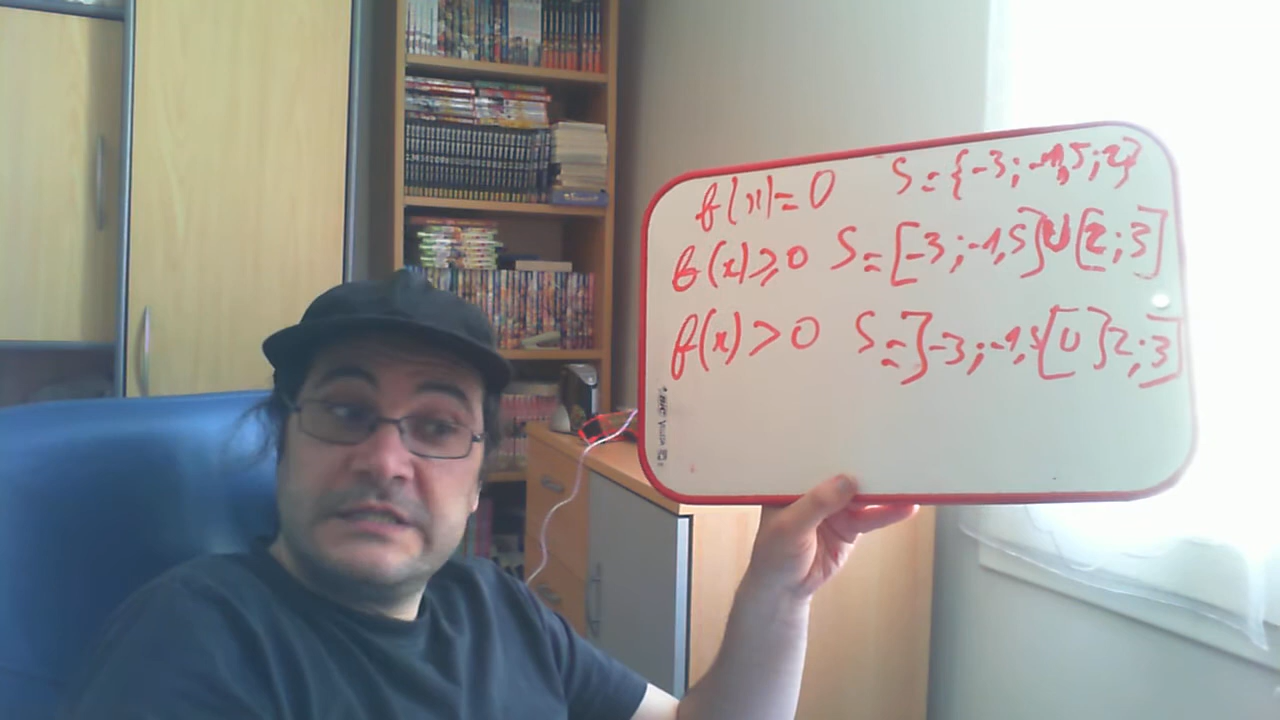 f(x)=0 S={-3;-1,5;2}
f(x)⩾0 S=[-3;-1,5]∪[2;3]
f(x)>0 S=]-3;-1,5[∪]2;3]